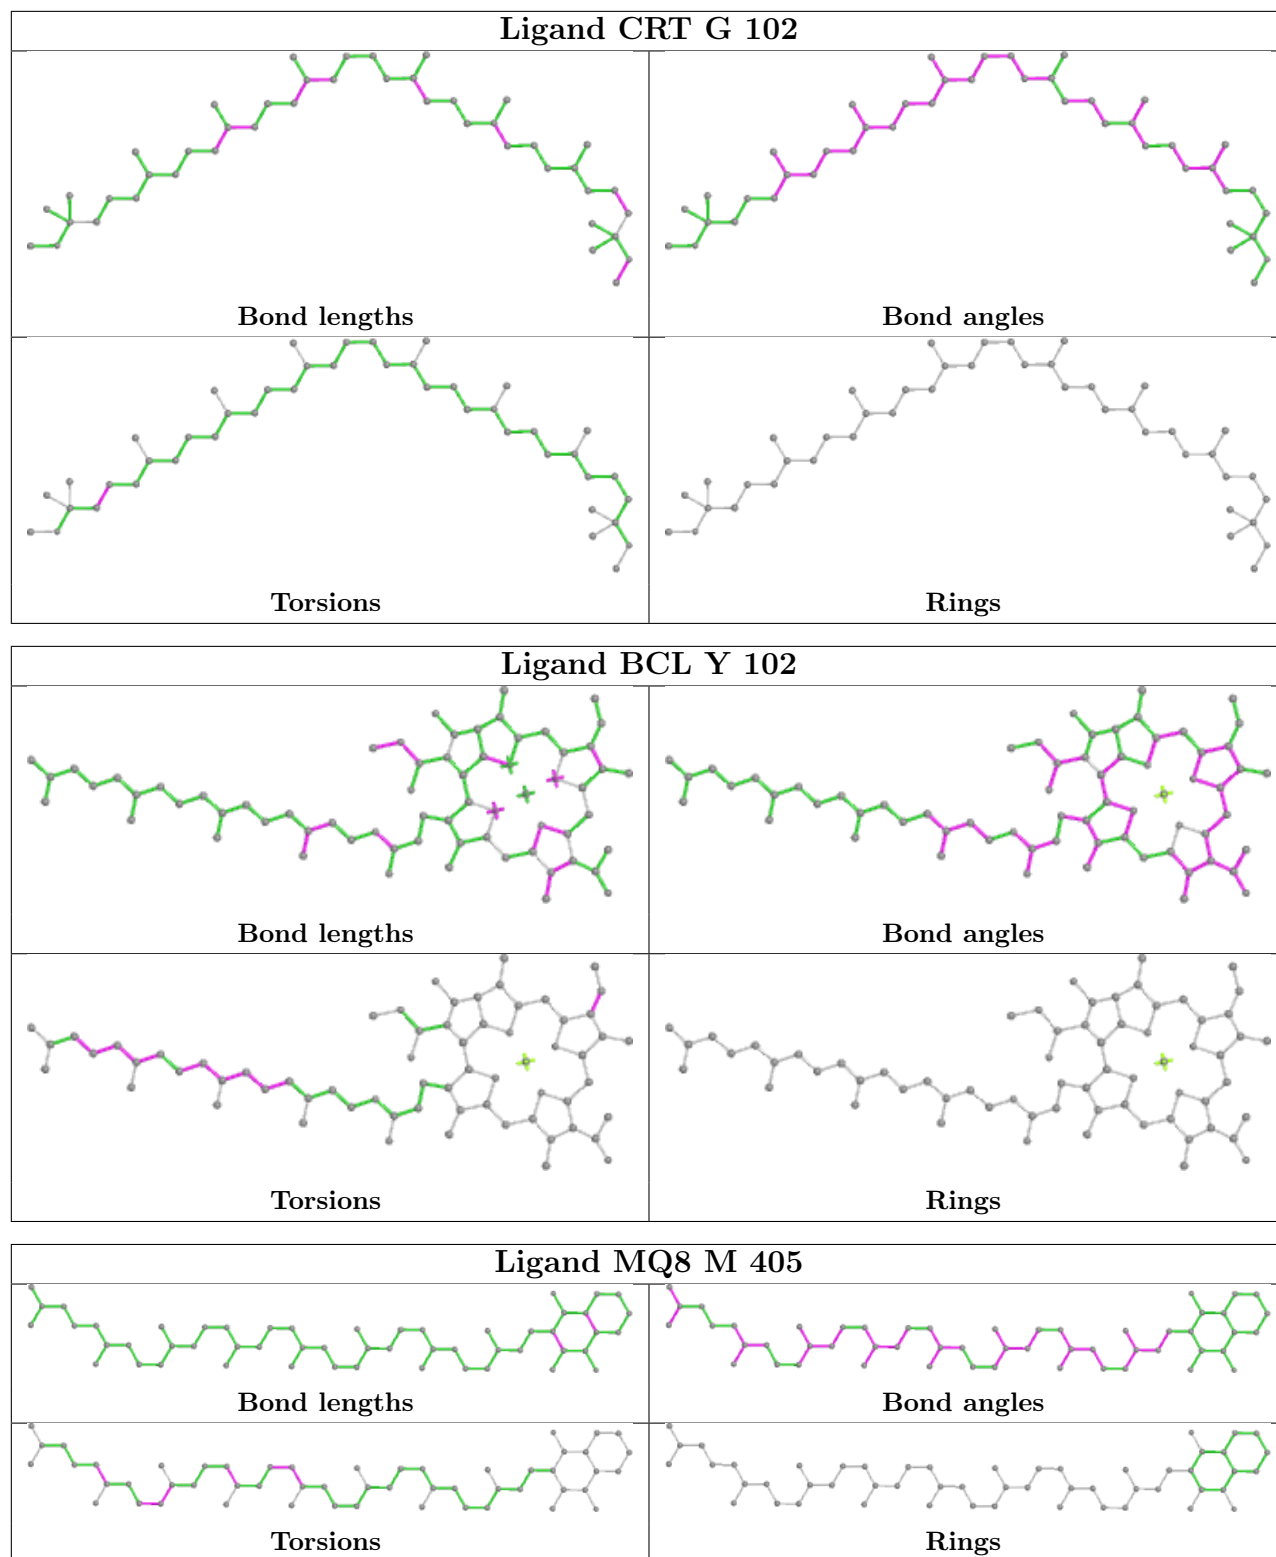 Ligand CRT G 102
Bond lengths
Bond angles
Torsions
Rings
Ligand BCL Y 102
Bond lengths
Bond angles
Torsions
Rings
Ligand MQ8 M 405
Bond lengths
Bond angles
Torsions
Rings